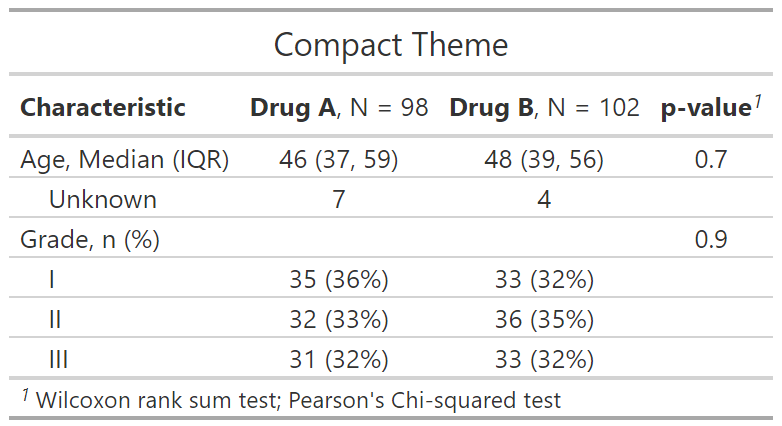 Compact Theme
Characteristic Drug A, N = 98 Drug B, N = 102 p-value1
Age, Median (IQR) 46 (37, 59) 48 (39, 56) 0.7
Unknown 7 4
Grade, n (%) 0.9
I 35 (36%) 33 (32%)
II 32 (33%) 36 (35%)
III 31 (32%) 33 (32%)
1 Wilcoxon rank sum test; Pearson's Chi-squared test